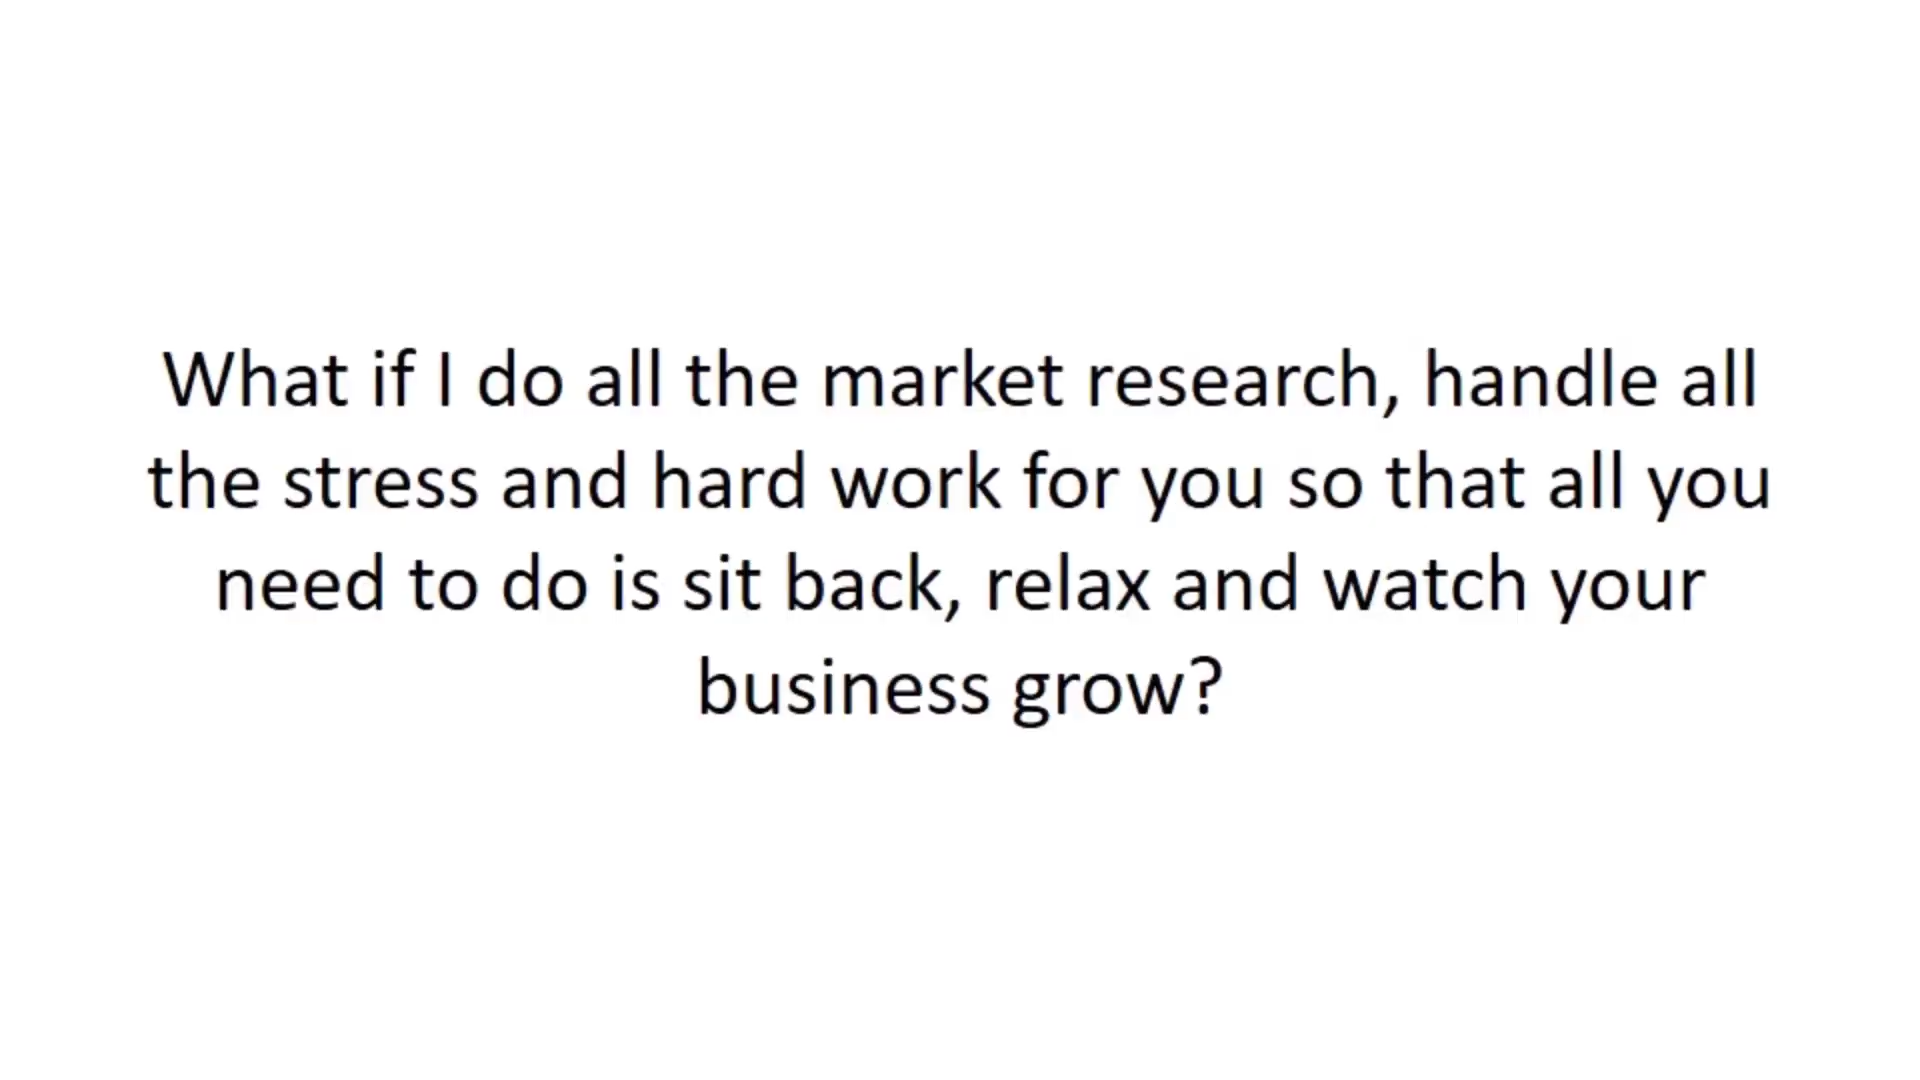 What if I do all the market research, handle all
the stress and hard work for you so that all you
need to do is sit back, relax and watch your
business grow?